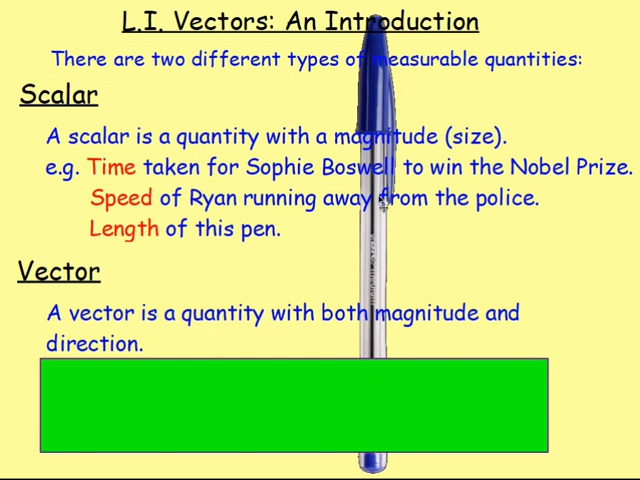 L.I. Vectors: An Introduction
There are two different types of measurable quantities:
Scalar
A scalar is a quantity with a magnitude (size).
e.g. Time taken for Sophie Boswell to win the Nobel Prize.
Speed of Ryan running away from the police.
Length of this pen.
Vector
A vector is a quantity with both magnitude and
direction.